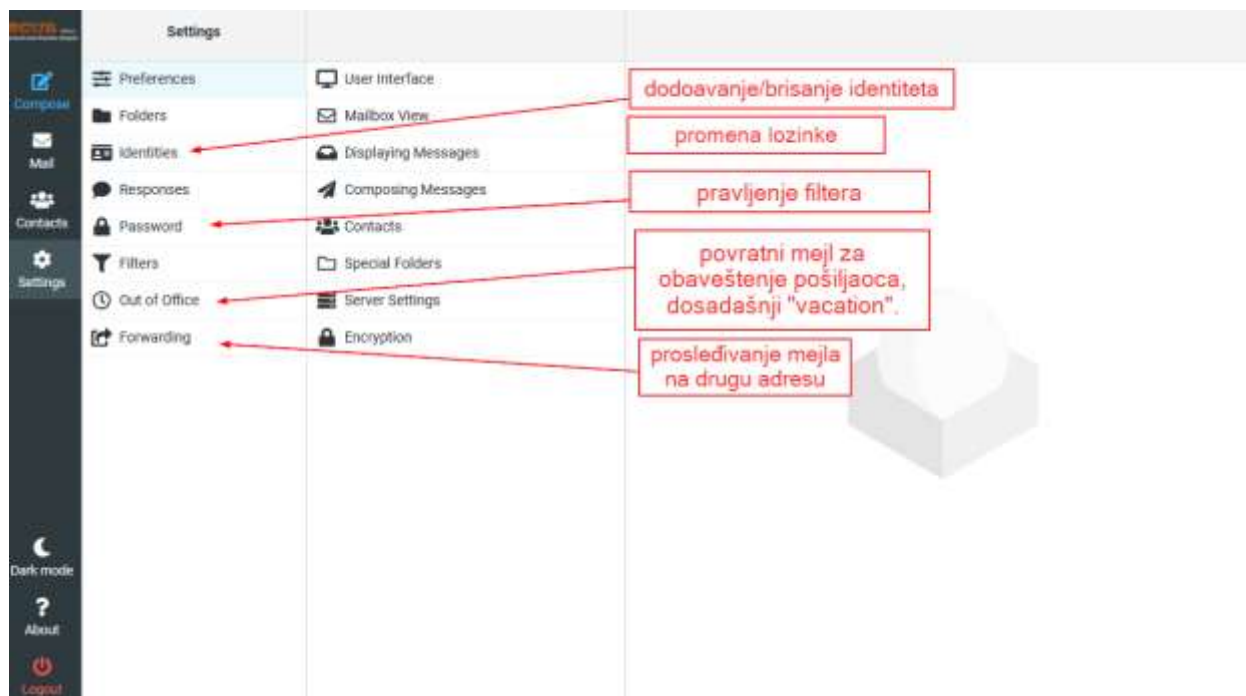 Settings
Compose
Mail
Contacts
Settings
Dark mode
About
Logout
Preferences
Folders
Identities
Responses
Password
Filters
Out of Office
Forwarding
User Interface
Mailbox View
Displaying Messages
Composing Messages
Contacts
Special Folders
Server Settings
Encryption
dodoavanje/brisanje identiteta
promena lozinke
pravljenje filtera
povratni mejl za
obaveštenje pošiljaoca,
dosadašnji "vacation".
prosleđivanje mejla
na drugu adresu